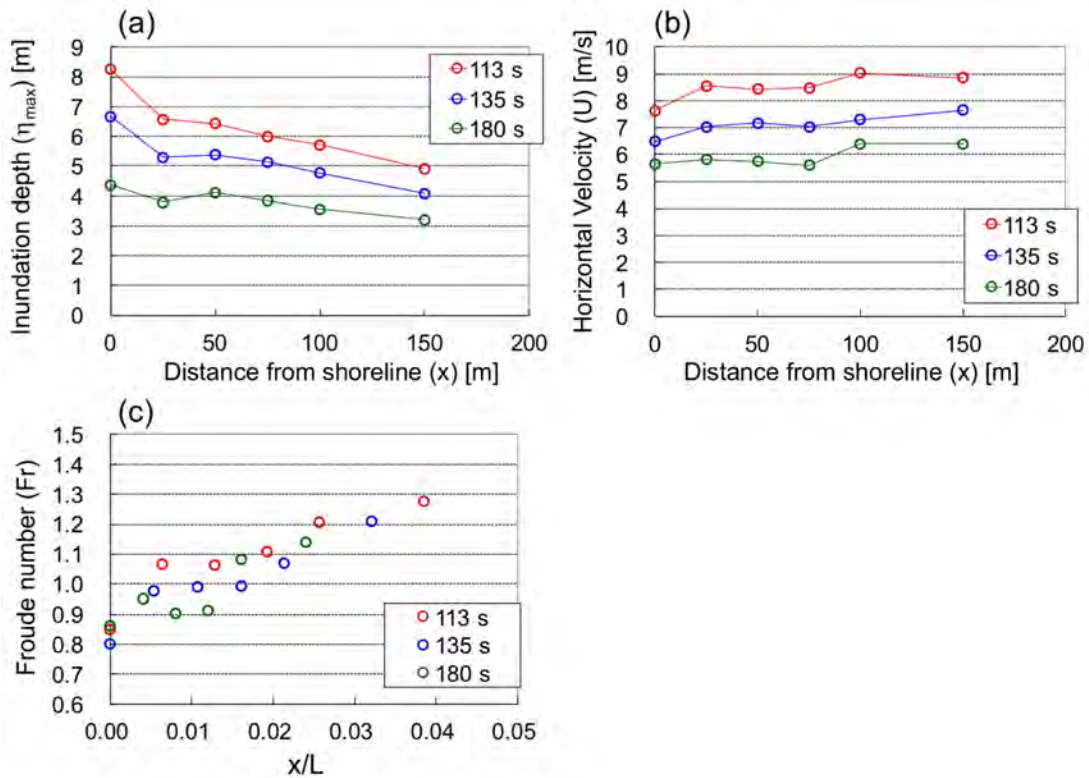 (a)
Inundation depth (ηmax) [m]
9
8
7
6
5
4
3
2
1
0
113 s
135 s
180 s
0 50 100 150 200
Distance from shoreline (x) [m]
(b)
Horizontal Velocity (U) [m/s]
10
9
8
7
6
5
4
3
2
1
0
113 s
135 s
180 s
0 50 100 150 200
Distance from shoreline (x) [m]
(c)
Froude number (Fr)
1.5
1.4
1.3
1.2
1.1
1.0
0.9
0.8
0.7
0.6
113 s
135 s
180 s
0.00 0.01 0.02 0.03 0.04 0.05
x/L